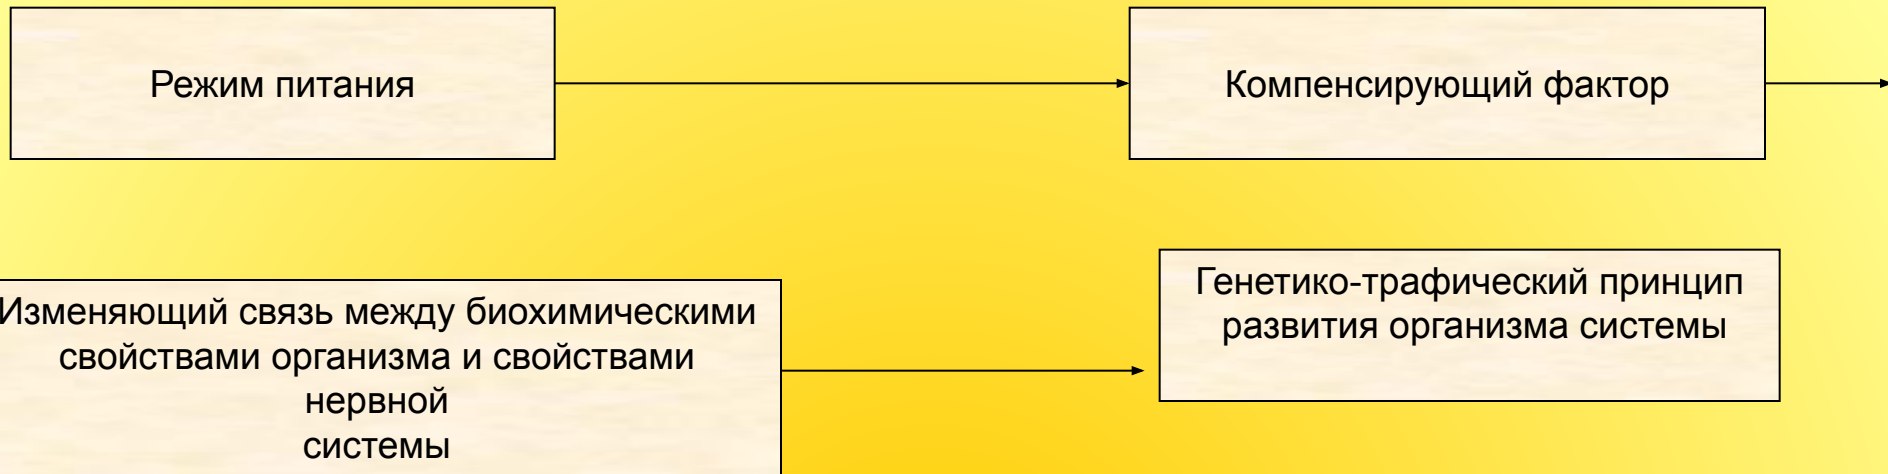 Режим питания
Компенсирующий фактор
Изменяющий связь между биохимическими
свойствами организма и свойствами
нервной
системы
Генетико-трафический принцип
развития организма системы